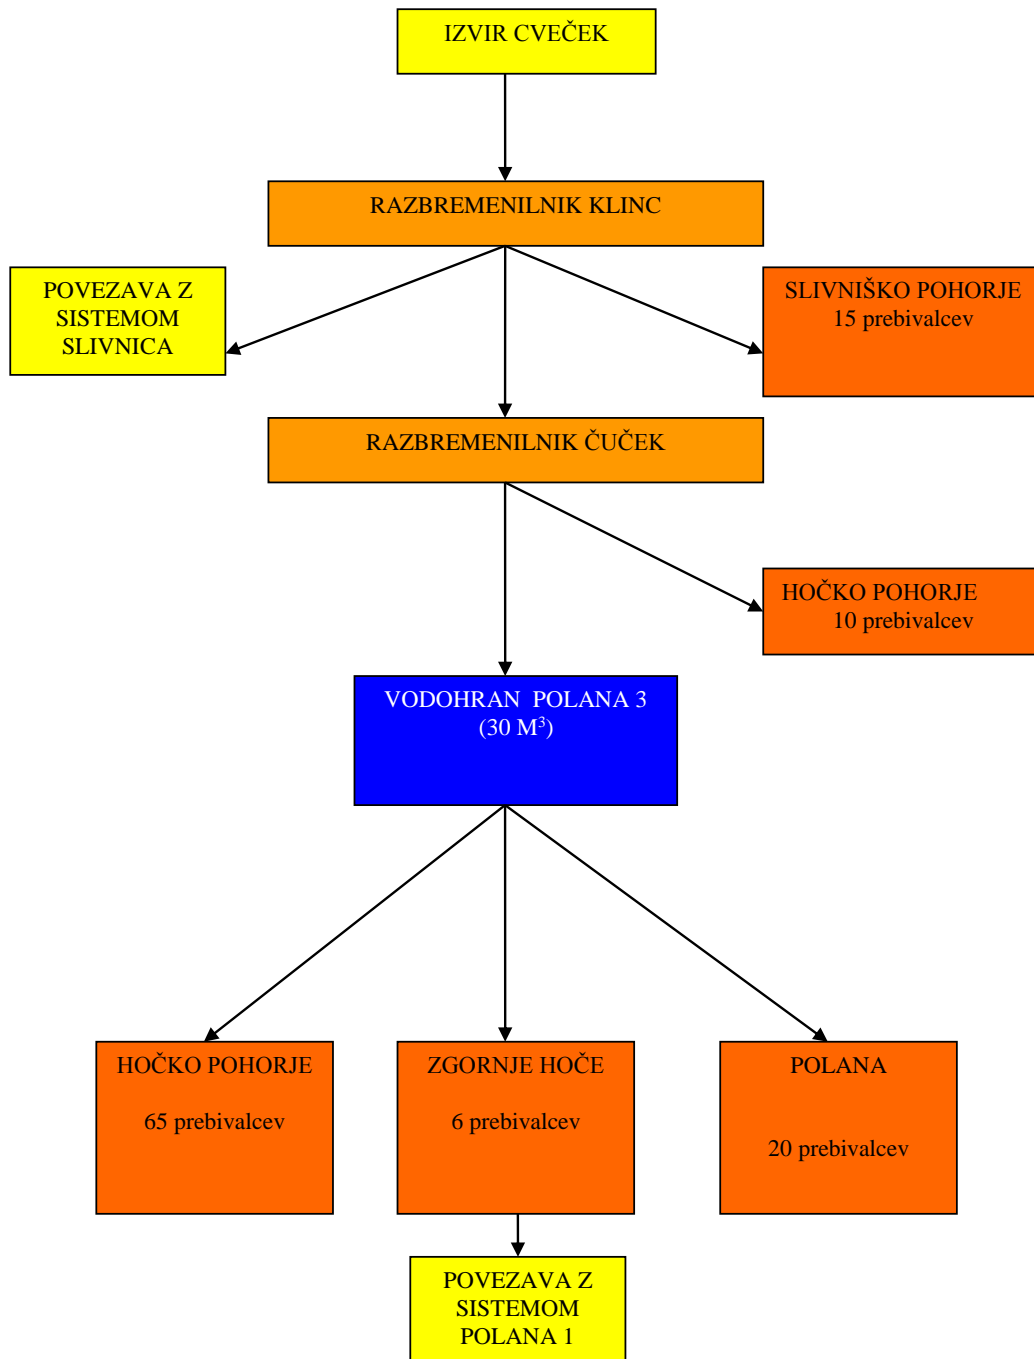 IZVIR CVEČEK
RAZBREMENILNIK KLINC
POVEZAVA Z
SISTEMOM
SLIVNICA
SLIVNIŠKO POHORJE
15 prebivalcev
RAZBREMENILNIK ČUČEK
HOČKO POHORJE
10 prebivalcev
VODOHRAN POLANA 3
(30 M³)
HOČKO POHORJE
65 prebivalcev
ZGORNJE HOČE
6 prebivalcev
POLANA
20 prebivalcev
POVEZAVA Z
SISTEMOM
POLANA 1